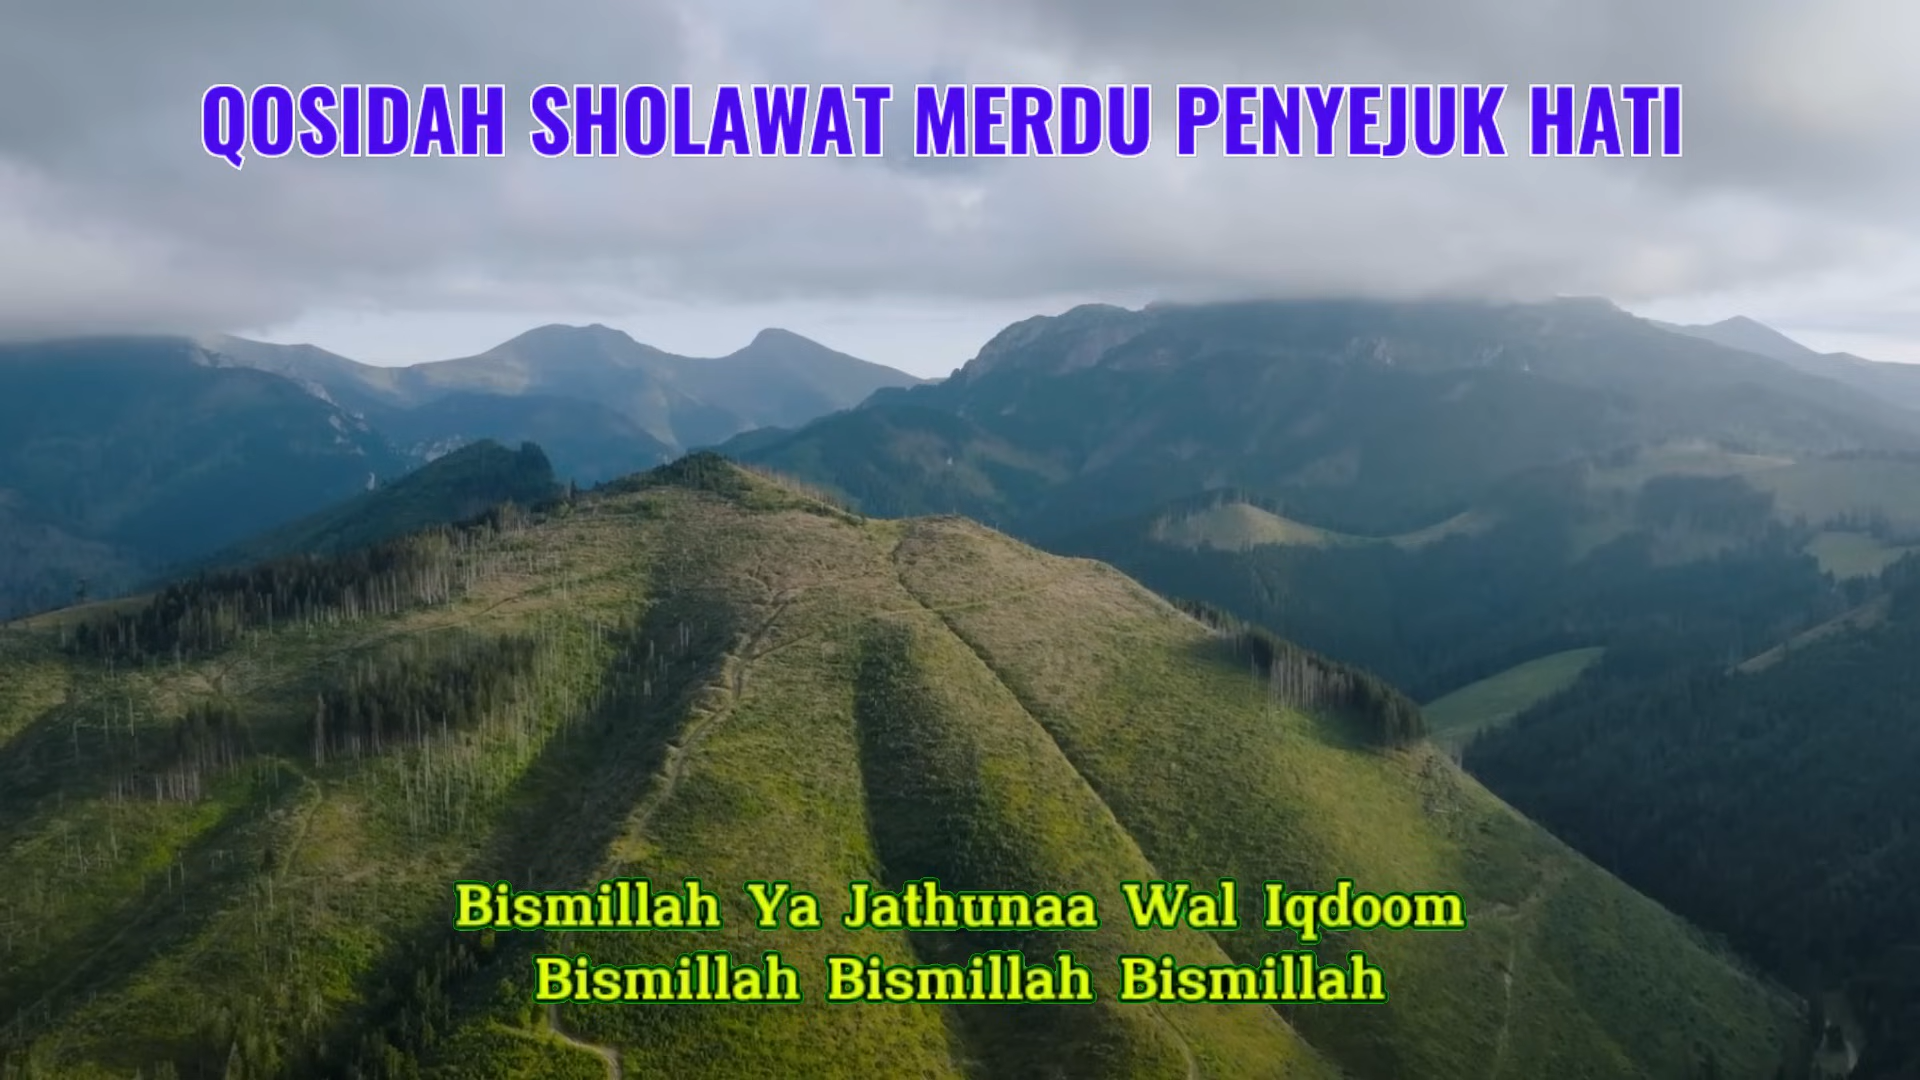 QOSIDAH SHOLAWAT MERDU PENYEJUK HATI
Bismillah Ya Jathunaa Wal Iqdoom
Bismillah Bismillah Bismillah